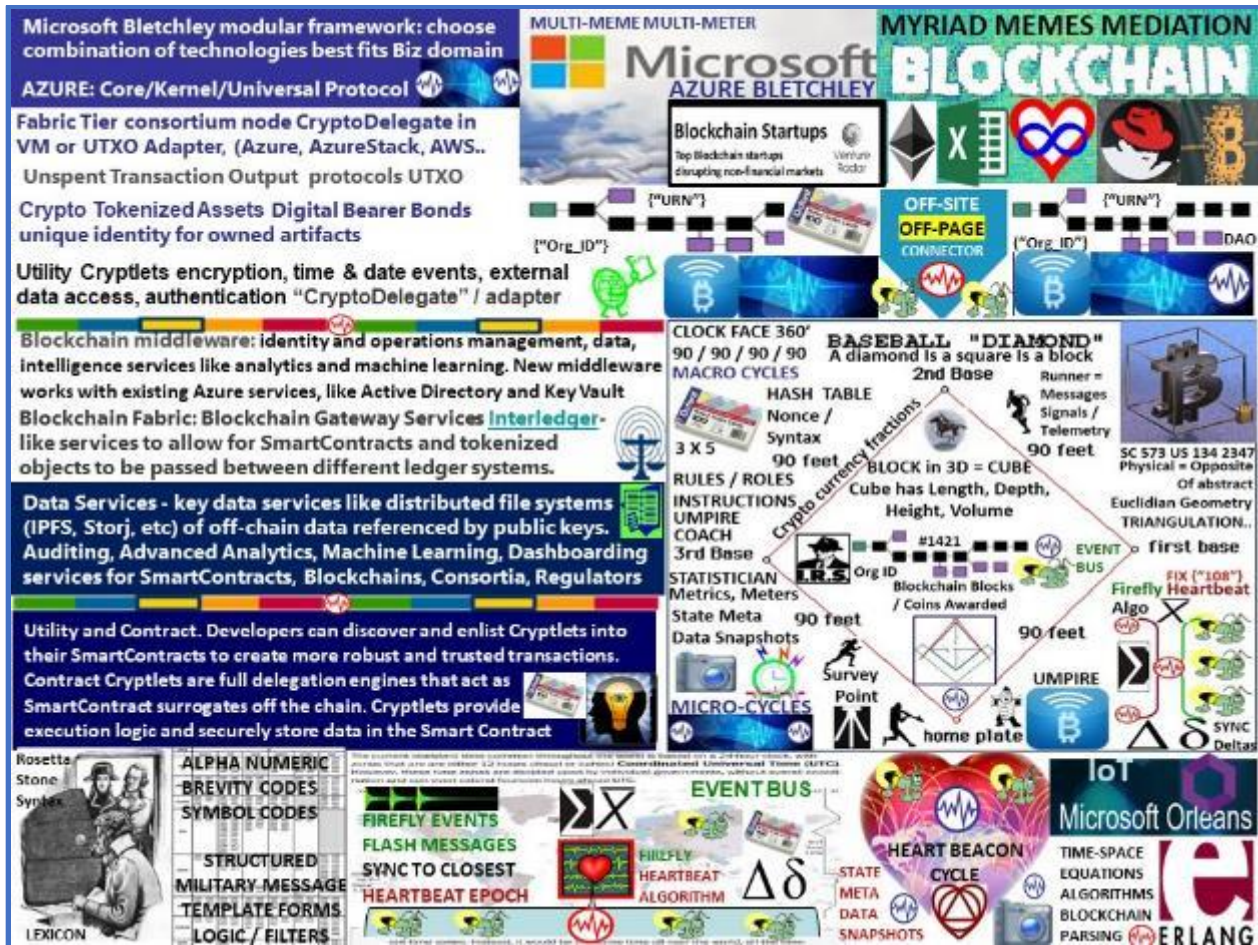 Microsoft Bletchley modular framework: choose
combination of technologies best fits Biz domain
AZURE: Core/Kernel/Universal Protocol
Fabric Tier consortium node CryptoDelegate in
VM or UTXO Adapter, (Azure, AzureStack, AWS..
Unspent Transaction Output protocols UTXO
Crypto Tokenized Assets Digital Bearer Bonds
unique identity for owned artifacts
Utility Cryptlets encryption, time & date events, external
data access, authentication "CryptoDelegate" / adapter
Blockchain middleware: identity and operations management, data,
intelligence services like analytics and machine learning. New middleware
works with existing Azure services, like Active Directory and Key Vault
Blockchain Fabric: Blockchain Gateway Services Interledger-
like services to allow for SmartContracts and tokenized
objects to be passed between different ledger systems.
Data Services - key data services like distributed file systems
(IPFS, Storj, etc) of off-chain data referenced by public keys.
Auditing, Advanced Analytics, Machine Learning, Dashboarding
services for SmartContracts, Blockchains, Consortia, Regulators
Utility and Contract. Developers can discover and enlist Cryptlets into
their SmartContracts to create more robust and trusted transactions.
Contract Cryptlets are full delegation engines that act as
SmartContract surrogates off the chain. Cryptlets provide
execution logic and securely store data in the Smart Contract
MULTI-MEME MULTI-METER
Microsoft
AZURE BLETCHLEY
Blockchain Startups
Top Blockchain startups
disrupting non-financial markets
Venture
Radar
MYRIAD MEMES MEDIATION
BLOCKCHAIN
{"URN"}
{"Org_ID"}
OFF-SITE
OFF-PAGE
CONNECTOR
{"URN"}
{"Org_ID"}
DAO
CLOCK FACE 360'
90 / 90 / 90 / 90
MACRO CYCLES
HASH TABLE
Nonce /
Syntax
3 X 5
90 feet
RULES / ROLES
INSTRUCTIONS
UMPIRE
COACH
3rd Base
STATISTICIAN
Metrics, Meters
State Meta
Data Snapshots
MICRO-CYCLES
BASEBALL "DIAMOND"
A diamond Is a square Is a block
2nd Base
Runner =
Messages
Signals /
Telemetry
90 feet
Crypto currency fractions
BLOCK in 3D = CUBE
Cube has Length, Depth,
Height, Volume
#1421
I.R.S.
Org ID
Blockchain Blocks
/ Coins Awarded
EVENT
BUS
first base
90 feet
90 feet
Survey
Point
home plate
UMPIRE
SC 573 US 134 2347
Physical = Opposite
Of abstract
Euclidian Geometry
TRIANGULATION..
FIX {"108"}
Firefly Heartbeat
Algo
Σ
Χ
Δ δ
SYNC
Deltas
Rosetta
Stone
Syntax
LEXICON
ALPHA NUMERIC
BREVITY CODES
SYMBOL CODES
STRUCTURED
MILITARY MESSAGE
TEMPLATE FORMS
LOGIC / FILTERS
Coordinated Universal Time (UTC)
FIREFLY EVENTS
FLASH MESSAGES
SYNC TO CLOSEST
HEARTBEAT EPOCH
Σ Χ
EVENT BUS
FIREFLY
HEARTBEAT
ALGORITHM
Δ δ
HEART BEACON
CYCLE
STATE
META
DATA
SNAPSHOTS
IoT
Microsoft Orleans
TIME-SPACE
EQUATIONS
ALGORITHMS
BLOCKCHAIN
PARSING
e
ERLANG